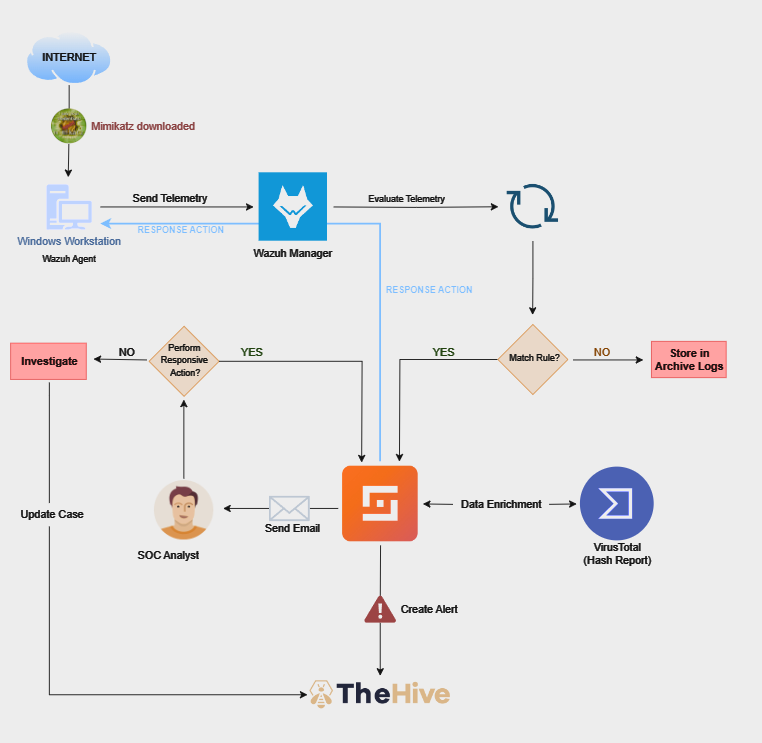 INTERNET
Mimikatz downloaded
Send Telemetry
Evaluate Telemetry
RESPONSE ACTION
Windows Workstation
Wazuh Agent
Wazuh Manager
RESPONSE ACTION
Investigate
NO
Perform
Responsive
Action?
YES
YES
Match Rule?
NO
Store in
Archive Logs
Update Case
Send Email
SOC Analyst
Data Enrichment
VirusTotal
(Hash Report)
Create Alert
TheHive